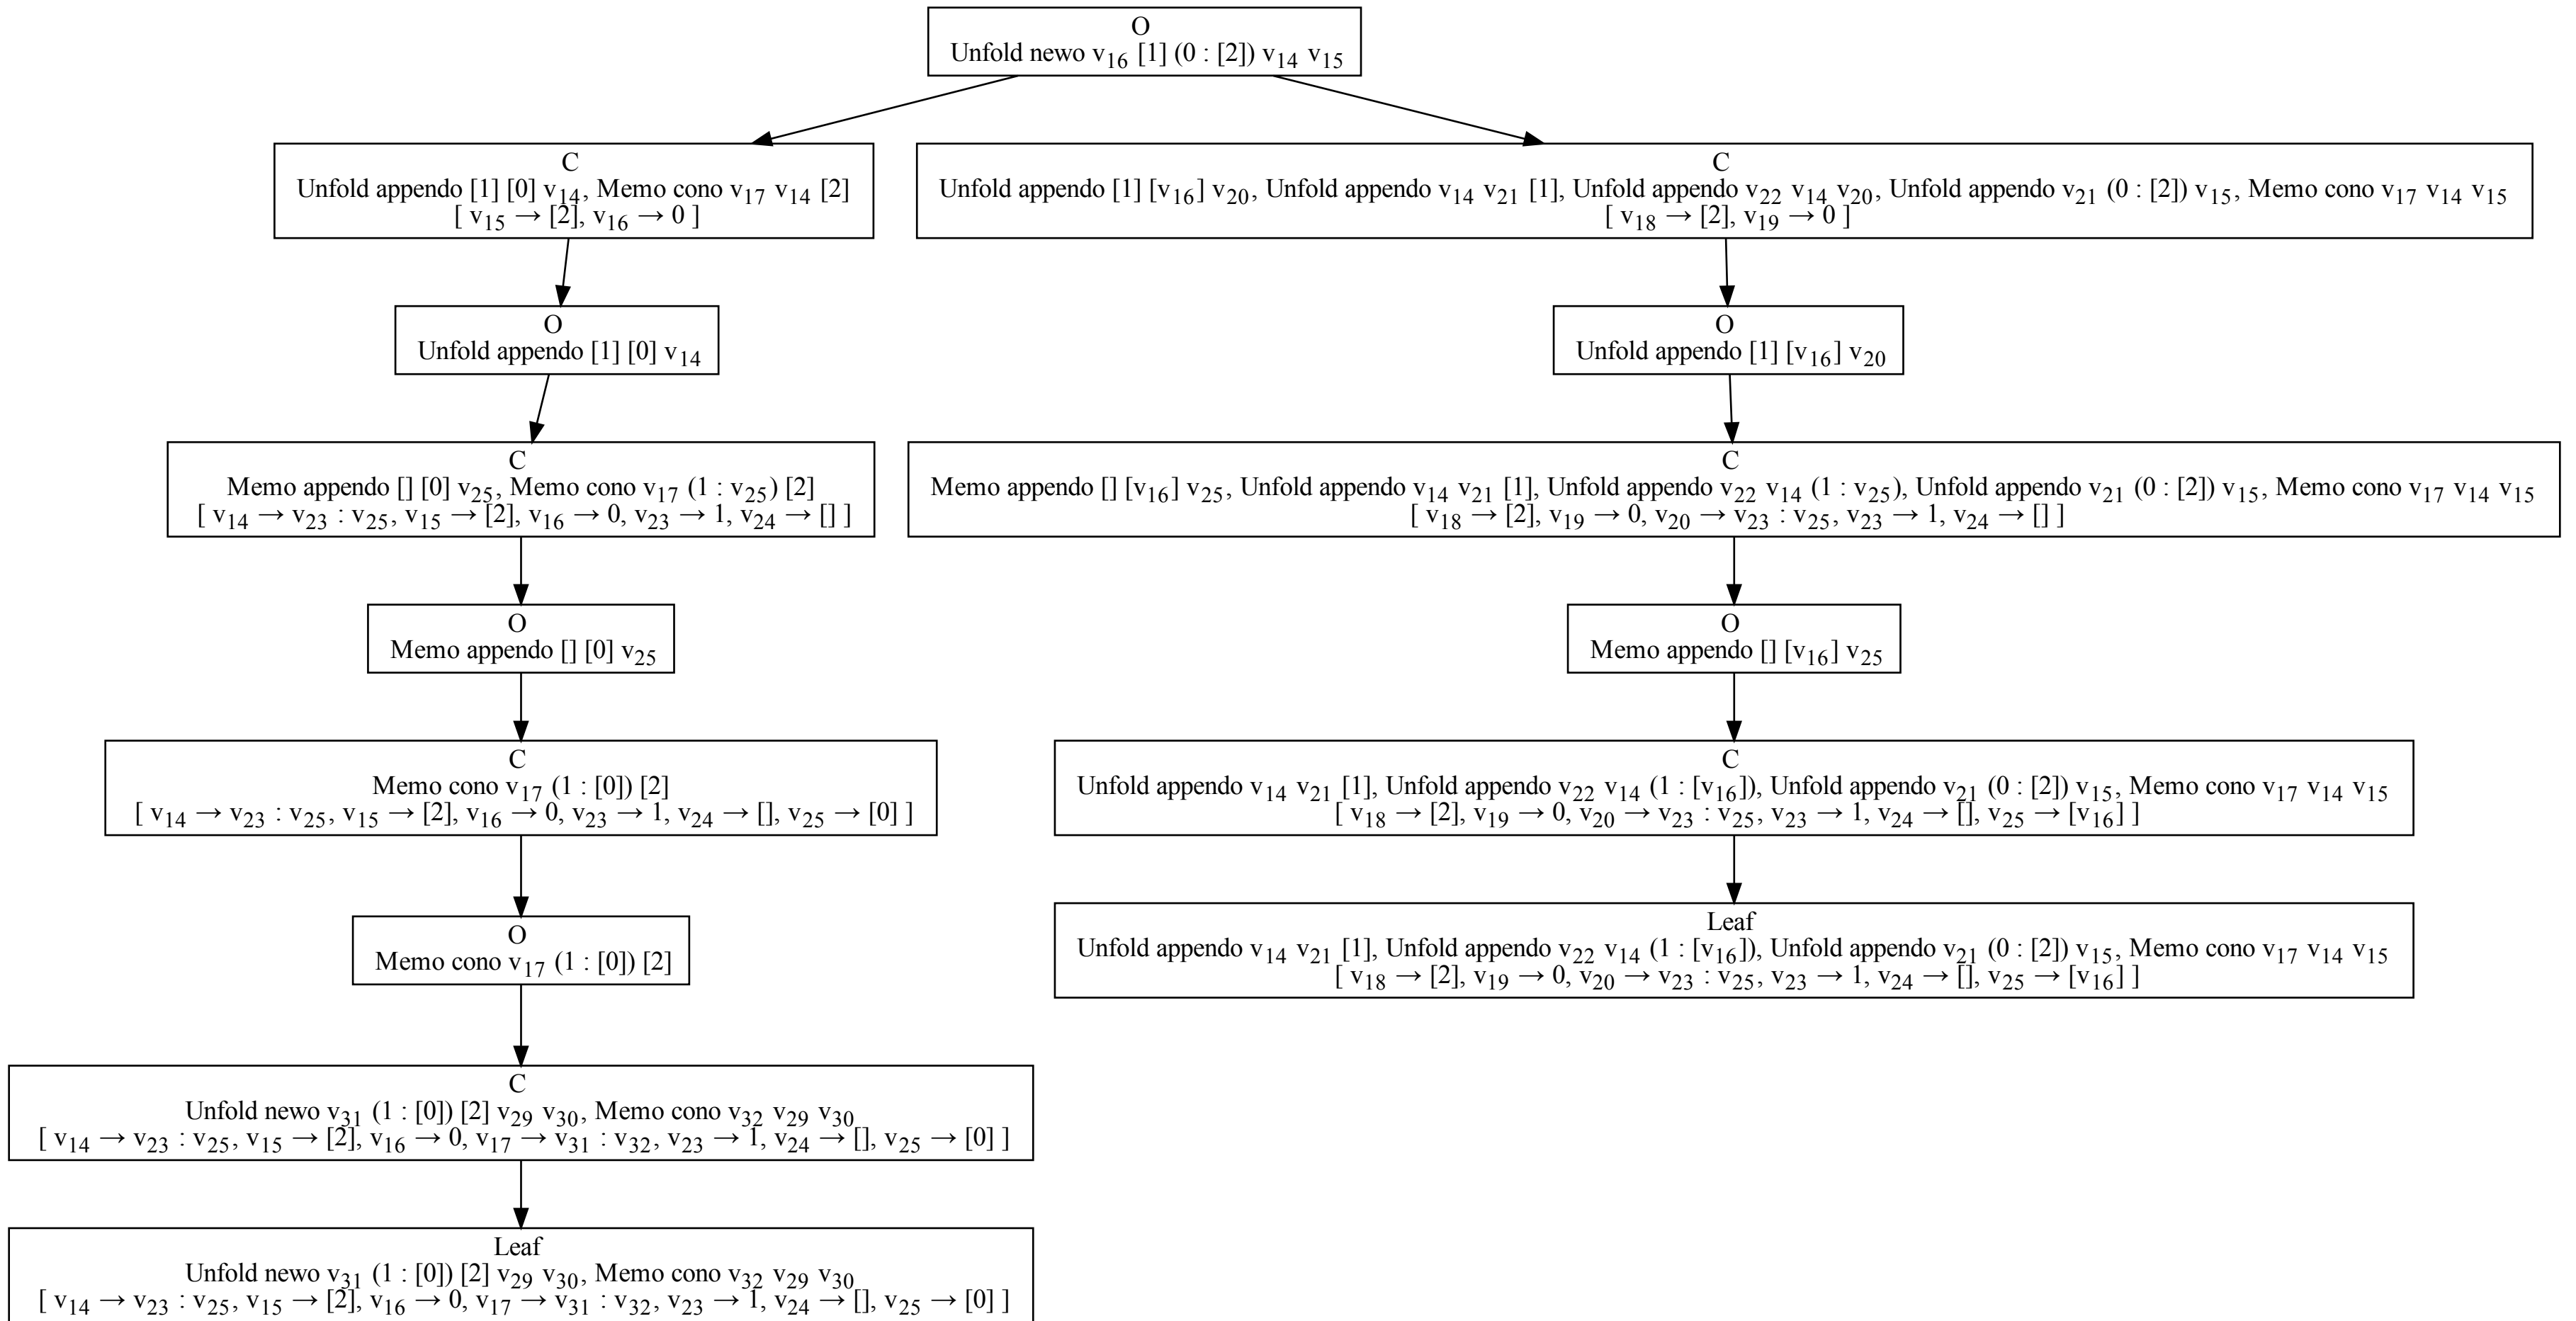 O
Unfold newo v₁₆ [1] (0 : [2]) v₁₄ v₁₅
C
Unfold appendo [1] [0] v₁₄, Memo cono v₁₇ v₁₄ [2]
[ v₁₅ → [2], v₁₆ → 0 ]
C
Unfold appendo [1] [v₁₆] v₂₀, Unfold appendo v₁₄ v₂₁ [1], Unfold appendo v₂₂ v₁₄ v₂₀, Unfold appendo v₂₁ (0 : [2]) v₁₅, Memo cono v₁₇ v₁₄ v₁₅
[ v₁₈ → [2], v₁₉ → 0 ]
O
Unfold appendo [1] [0] v₁₄
O
Unfold appendo [1] [v₁₆] v₂₀
C
Memo appendo [] [0] v₂₅, Memo cono v₁₇ (1 : v₂₅) [2]
[ v₁₄ → v₂₃ : v₂₅, v₁₅ → [2], v₁₆ → 0, v₂₃ → 1, v₂₄ → [] ]
C
Memo appendo [] [v₁₆] v₂₅, Unfold appendo v₁₄ v₂₁ [1], Unfold appendo v₂₂ v₁₄ (1 : v₂₅), Unfold appendo v₂₁ (0 : [2]) v₁₅, Memo cono v₁₇ v₁₄ v₁₅
[ v₁₈ → [2], v₁₉ → 0, v₂₀ → v₂₃ : v₂₅, v₂₃ → 1, v₂₄ → [] ]
O
Memo appendo [] [0] v₂₅
O
Memo appendo [] [v₁₆] v₂₅
C
Memo cono v₁₇ (1 : [0]) [2]
[ v₁₄ → v₂₃ : v₂₅, v₁₅ → [2], v₁₆ → 0, v₂₃ → 1, v₂₄ → [], v₂₅ → [0] ]
C
Unfold appendo v₁₄ v₂₁ [1], Unfold appendo v₂₂ v₁₄ (1 : [v₁₆]), Unfold appendo v₂₁ (0 : [2]) v₁₅, Memo cono v₁₇ v₁₄ v₁₅
[ v₁₈ → [2], v₁₉ → 0, v₂₀ → v₂₃ : v₂₅, v₂₃ → 1, v₂₄ → [], v₂₅ → [v₁₆] ]
O
Memo cono v₁₇ (1 : [0]) [2]
Leaf
Unfold appendo v₁₄ v₂₁ [1], Unfold appendo v₂₂ v₁₄ (1 : [v₁₆]), Unfold appendo v₂₁ (0 : [2]) v₁₅, Memo cono v₁₇ v₁₄ v₁₅
[ v₁₈ → [2], v₁₉ → 0, v₂₀ → v₂₃ : v₂₅, v₂₃ → 1, v₂₄ → [], v₂₅ → [v₁₆] ]
C
Unfold newo v₃₁ (1 : [0]) [2] v₂₉ v₃₀, Memo cono v₃₂ v₂₉ v₃₀
[ v₁₄ → v₂₃ : v₂₅, v₁₅ → [2], v₁₆ → 0, v₁₇ → v₃₁ : v₃₂, v₂₃ → 1, v₂₄ → [], v₂₅ → [0] ]
Leaf
Unfold newo v₃₁ (1 : [0]) [2] v₂₉ v₃₀, Memo cono v₃₂ v₂₉ v₃₀
[ v₁₄ → v₂₃ : v₂₅, v₁₅ → [2], v₁₆ → 0, v₁₇ → v₃₁ : v₃₂, v₂₃ → 1, v₂₄ → [], v₂₅ → [0] ]